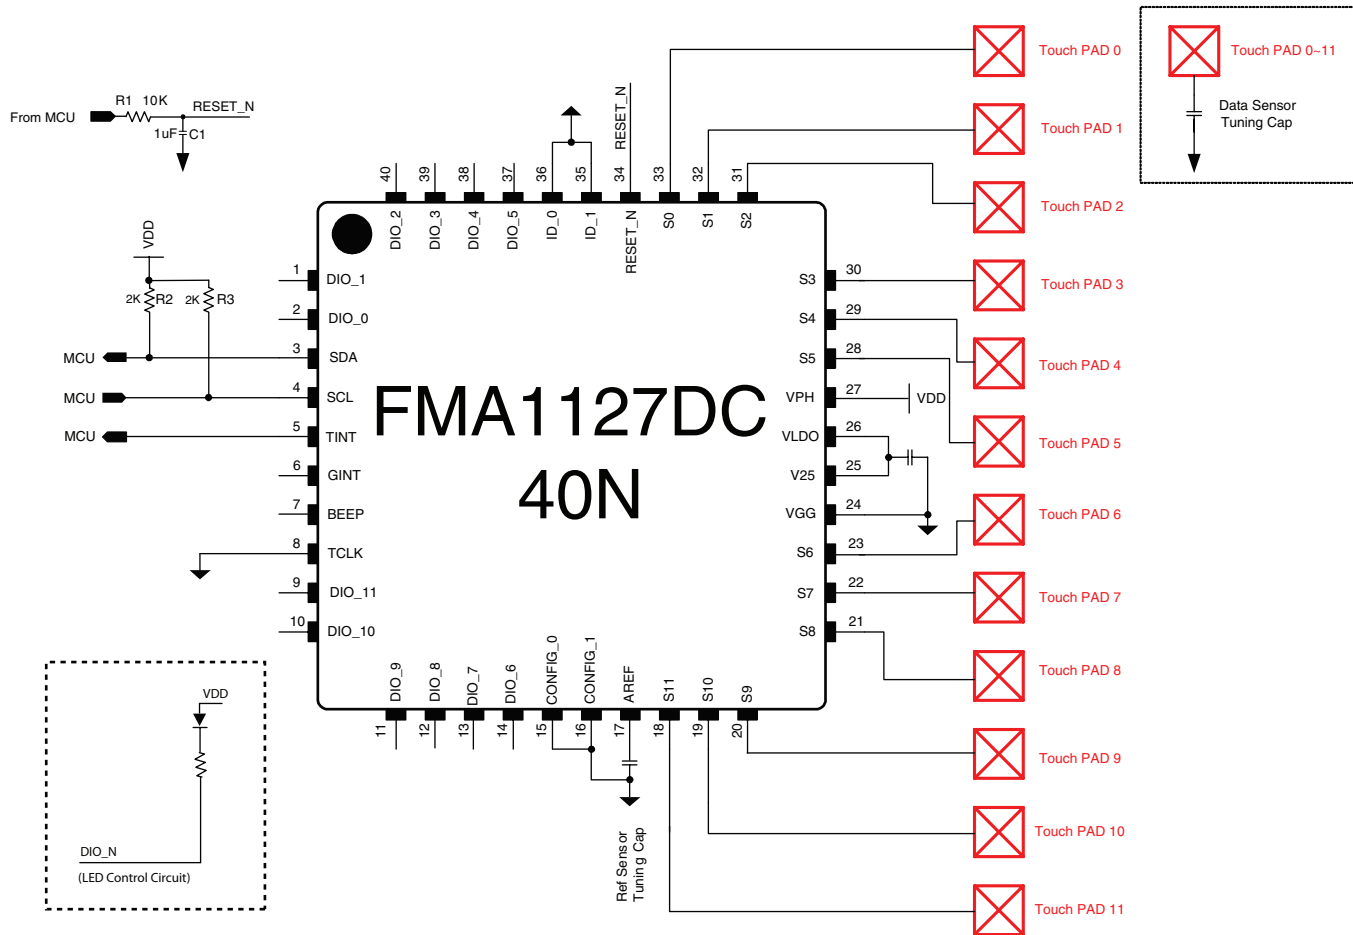 Touch PAD 0
Touch PAD 0~11
R1 10K
RESET_N
From MCU
1uF C1
Data Sensor
Tuning Cap
Touch PAD 1
RESET_N
40
39
38
37
36
35
34
33
32
31
DIO_2
DIO_3
DIO_4
DIO_5
ID_0
ID_1
RESET_N
S0
S1
S2
Touch PAD 2
VDD
2K R2
2K R3
1 DIO_1
2 DIO_0
MCU 3 SDA
MCU 4 SCL
MCU 5 TINT
6 GINT
7 BEEP
8 TCLK
9 DIO_11
10 DIO_10
FMA1127DC
40N
S3 30 Touch PAD 3
S4 29
Touch PAD 4
S5 28
VPH 27 VDD
VLDO 26
Touch PAD 5
V25 25
VGG 24
Touch PAD 6
S6 23
S7 22 Touch PAD 7
S8 21
Touch PAD 8
DIO_9
DIO_8
DIO_7
DIO_6
CONFIG_0
CONFIG_1
AREF
S11
S10
S9
11
12
13
14
15
16
17
18
19
20
Touch PAD 9
Touch PAD 10
Touch PAD 11
Ref Sensor
Tuning Cap
VDD
DIO_N
(LED Control Circuit)